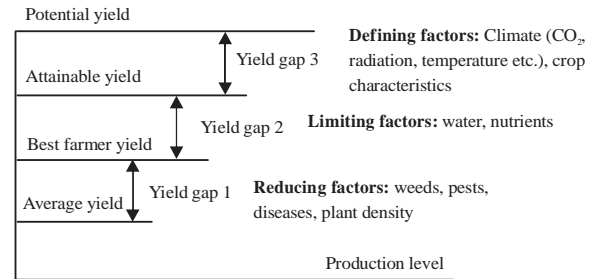 Potential yield
Yield gap 3
Defining factors: Climate (CO₂,
radiation, temperature etc.), crop
characteristics
Attainable yield
Yield gap 2
Limiting factors: water, nutrients
Best farmer yield
Yield gap 1
Reducing factors: weeds, pests,
diseases, plant density
Average yield
Production level